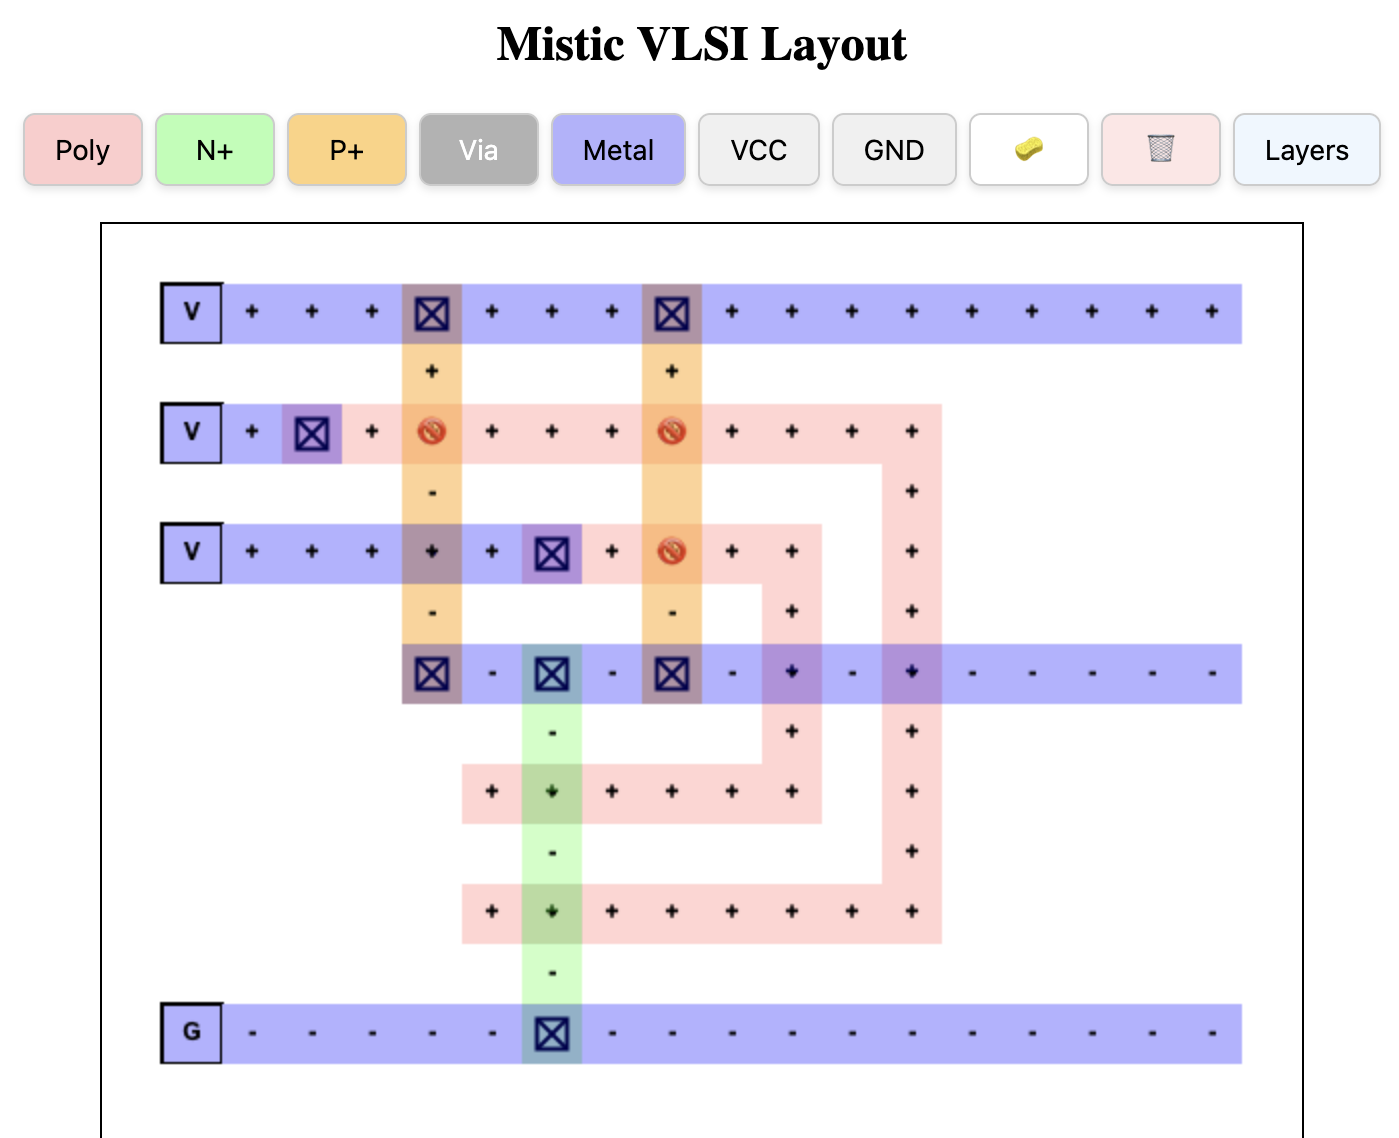 Mistic VLSI Layout
Poly N+ P+ Via Metal VCC GND Layers
V + + + + + + + + + + + + + + +
+ +
V + + + + + + + + +
- +
V + + + + + + + + +
- - + +
- - - + - + - - - - -
- + +
+ + + + + + +
- +
+ + + + + + + +
-
G - - - - - - - - - - - - - - - -